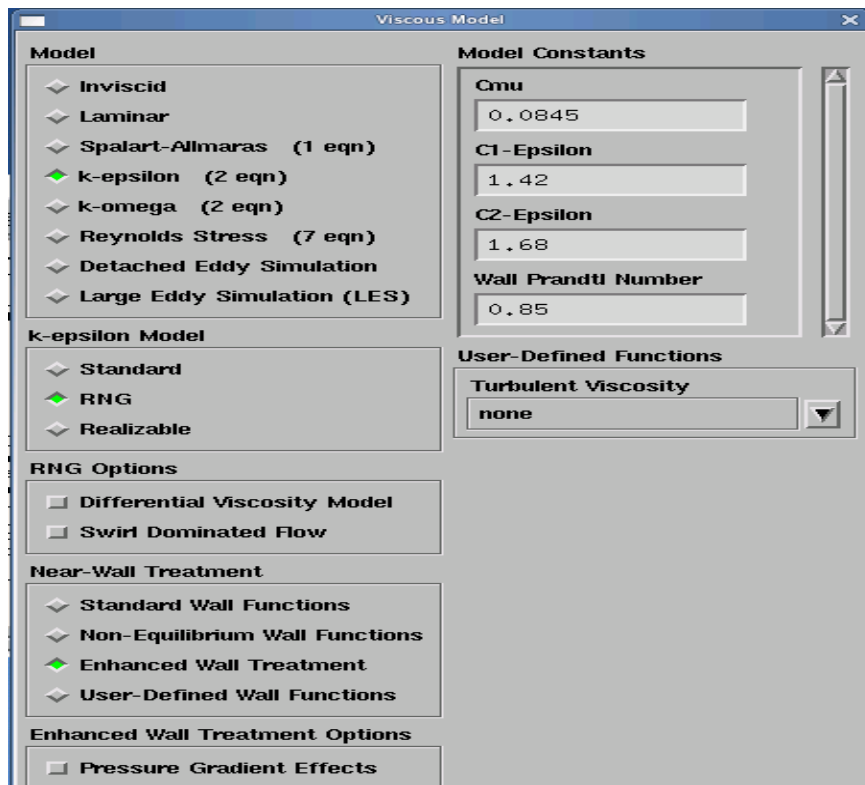 Viscous Model
Model
Inviscid
Laminar
Spalart-Allmaras (1 eqn)
k-epsilon (2 eqn)
k-omega (2 eqn)
Reynolds Stress (7 eqn)
Detached Eddy Simulation
Large Eddy Simulation (LES)
k-epsilon Model
Standard
RNG
Realizable
RNG Options
Differential Viscosity Model
Swirl Dominated Flow
Near-Wall Treatment
Standard Wall Functions
Non-Equilibrium Wall Functions
Enhanced Wall Treatment
User-Defined Wall Functions
Enhanced Wall Treatment Options
Pressure Gradient Effects
Model Constants
Cmu
0.0845
C1-Epsilon
1.42
C2-Epsilon
1.68
Wall Prandtl Number
0.85
User-Defined Functions
Turbulent Viscosity
none